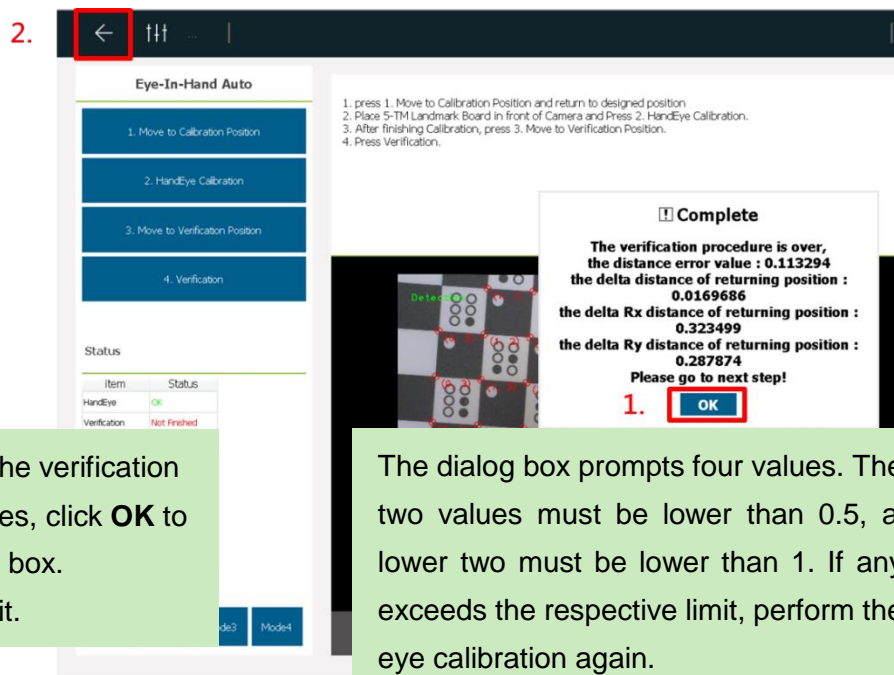 2.
Eye-In-Hand Auto
1. Move to Calibration Position
2. HandEye Calibration
3. Move to Verification Position
4. Verification
Status
item Status
HandEye OK
Verification Not Finished
1. press 1. Move to Calibration Position and return to designed position
2. Place 5-TM Landmark Board in front of Camera and Press 2. HandEye Calibration.
3. After finishing Calibration, press 3. Move to Verification Position.
4. Press Verification.
Complete
The verification procedure is over,
the distance error value : 0.113294
the delta distance of returning position :
0.0169686
the delta Rx distance of returning position :
0.323499
the delta Ry distance of returning position :
0.287874
Please go to next step!
1. OK
he verification
es, click OK to
box.
it.
de3 Mode4
The dialog box prompts four values. The
two values must be lower than 0.5, a
lower two must be lower than 1. If any
exceeds the respective limit, perform the
eye calibration again.